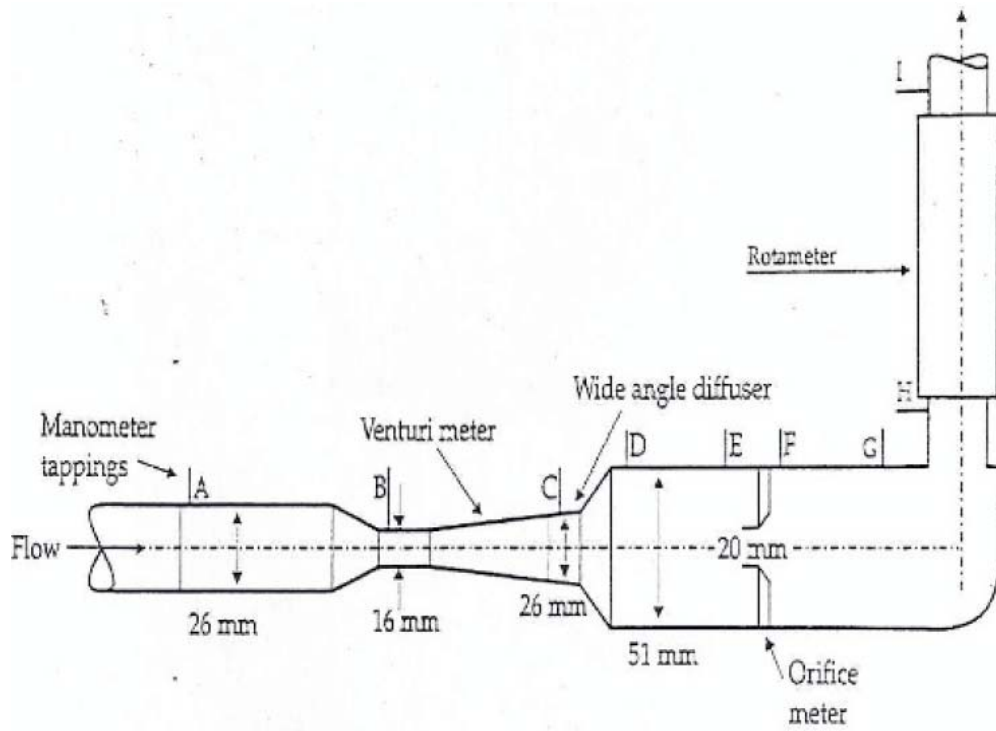 I
Rotameter
H
Wide angle diffuser
Manometer
tappings
Venturi meter
A
B
C
D
E
F
G
Flow
20 mm
26 mm
16 mm
26 mm
51 mm
Orifice
meter